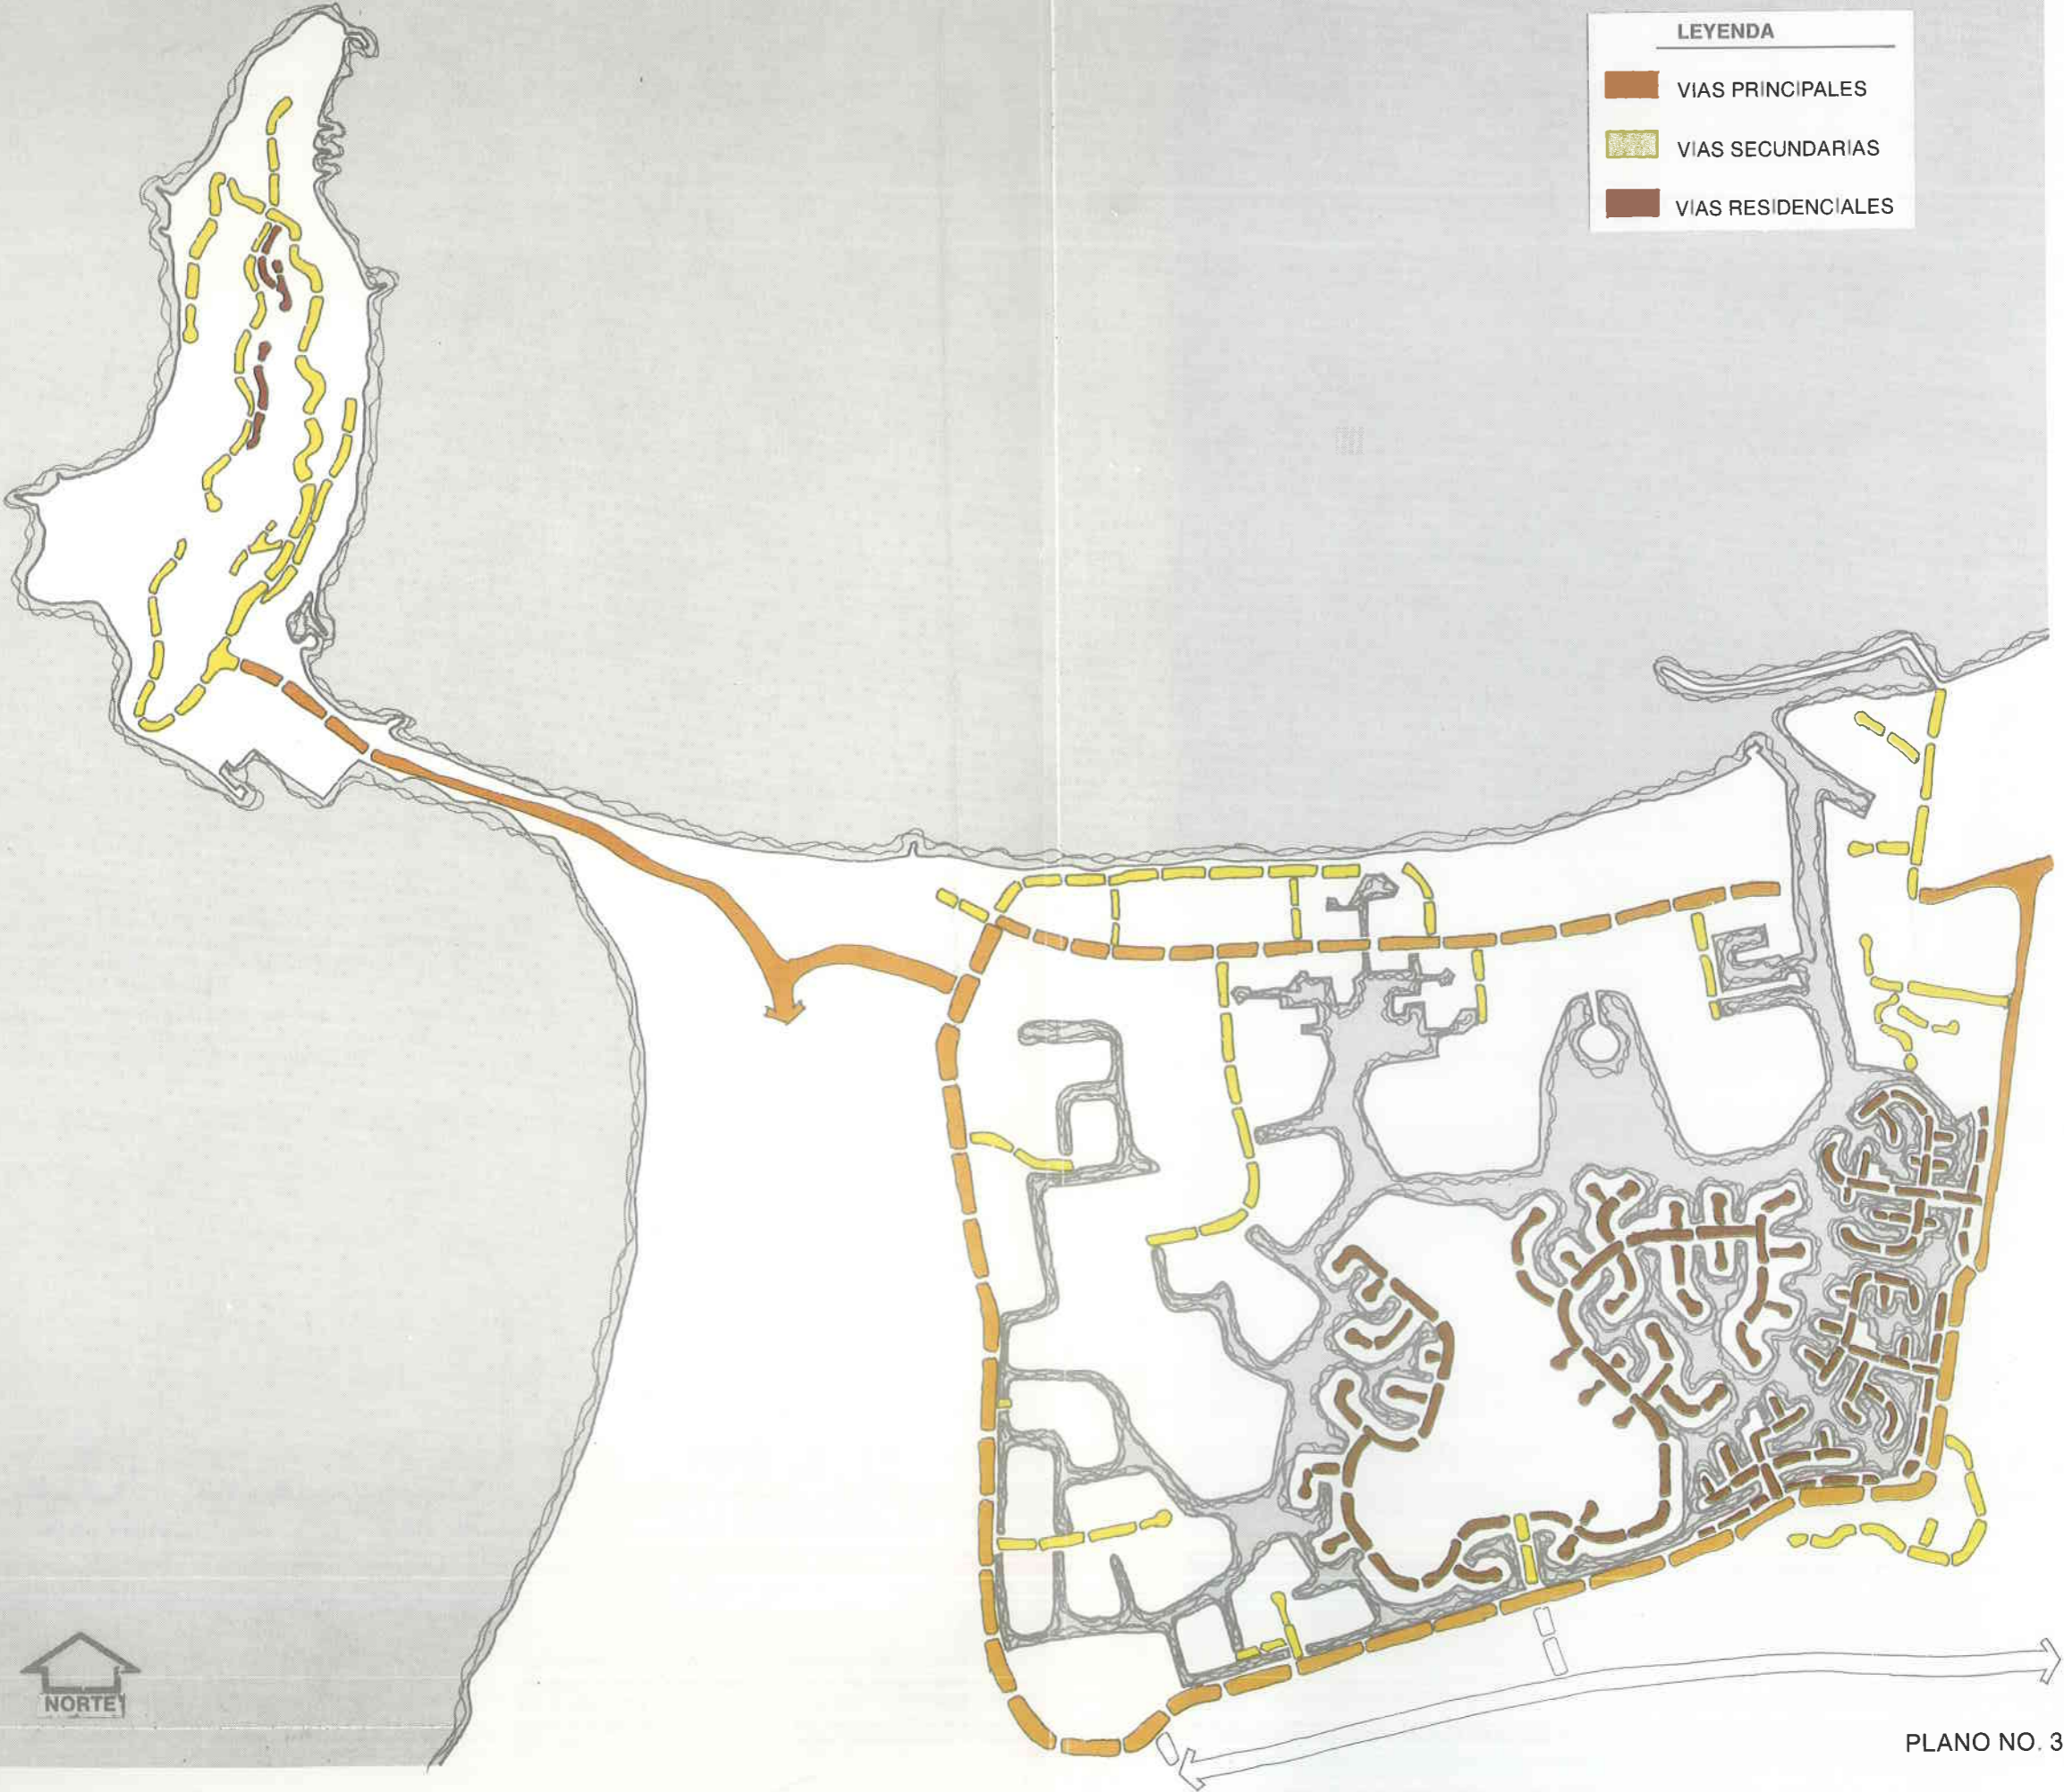 LEYENDA
VIAS PRINCIPALES
VIAS SECUNDARIAS
VIAS RESIDENCIALES
NORTE
PLANO NO. 3